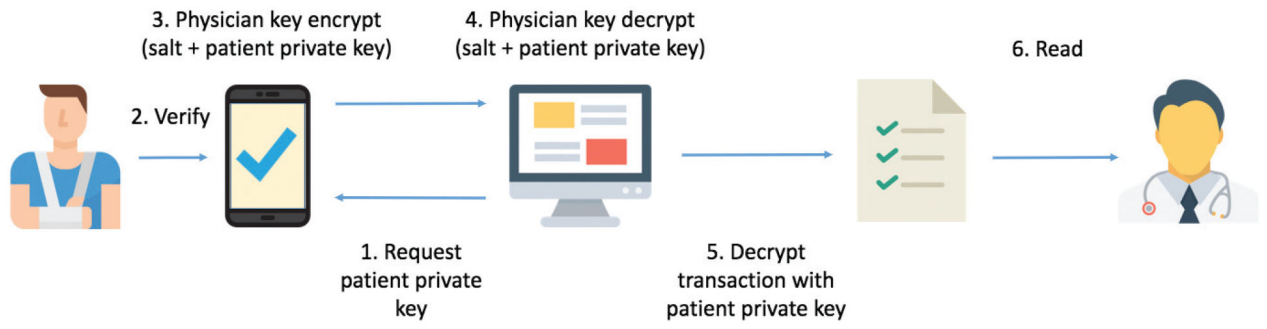 3. Physician key encrypt
(salt + patient private key)
4. Physician key decrypt
(salt + patient private key)
6. Read
2. Verify
1. Request
patient private
key
5. Decrypt
transaction with
patient private key